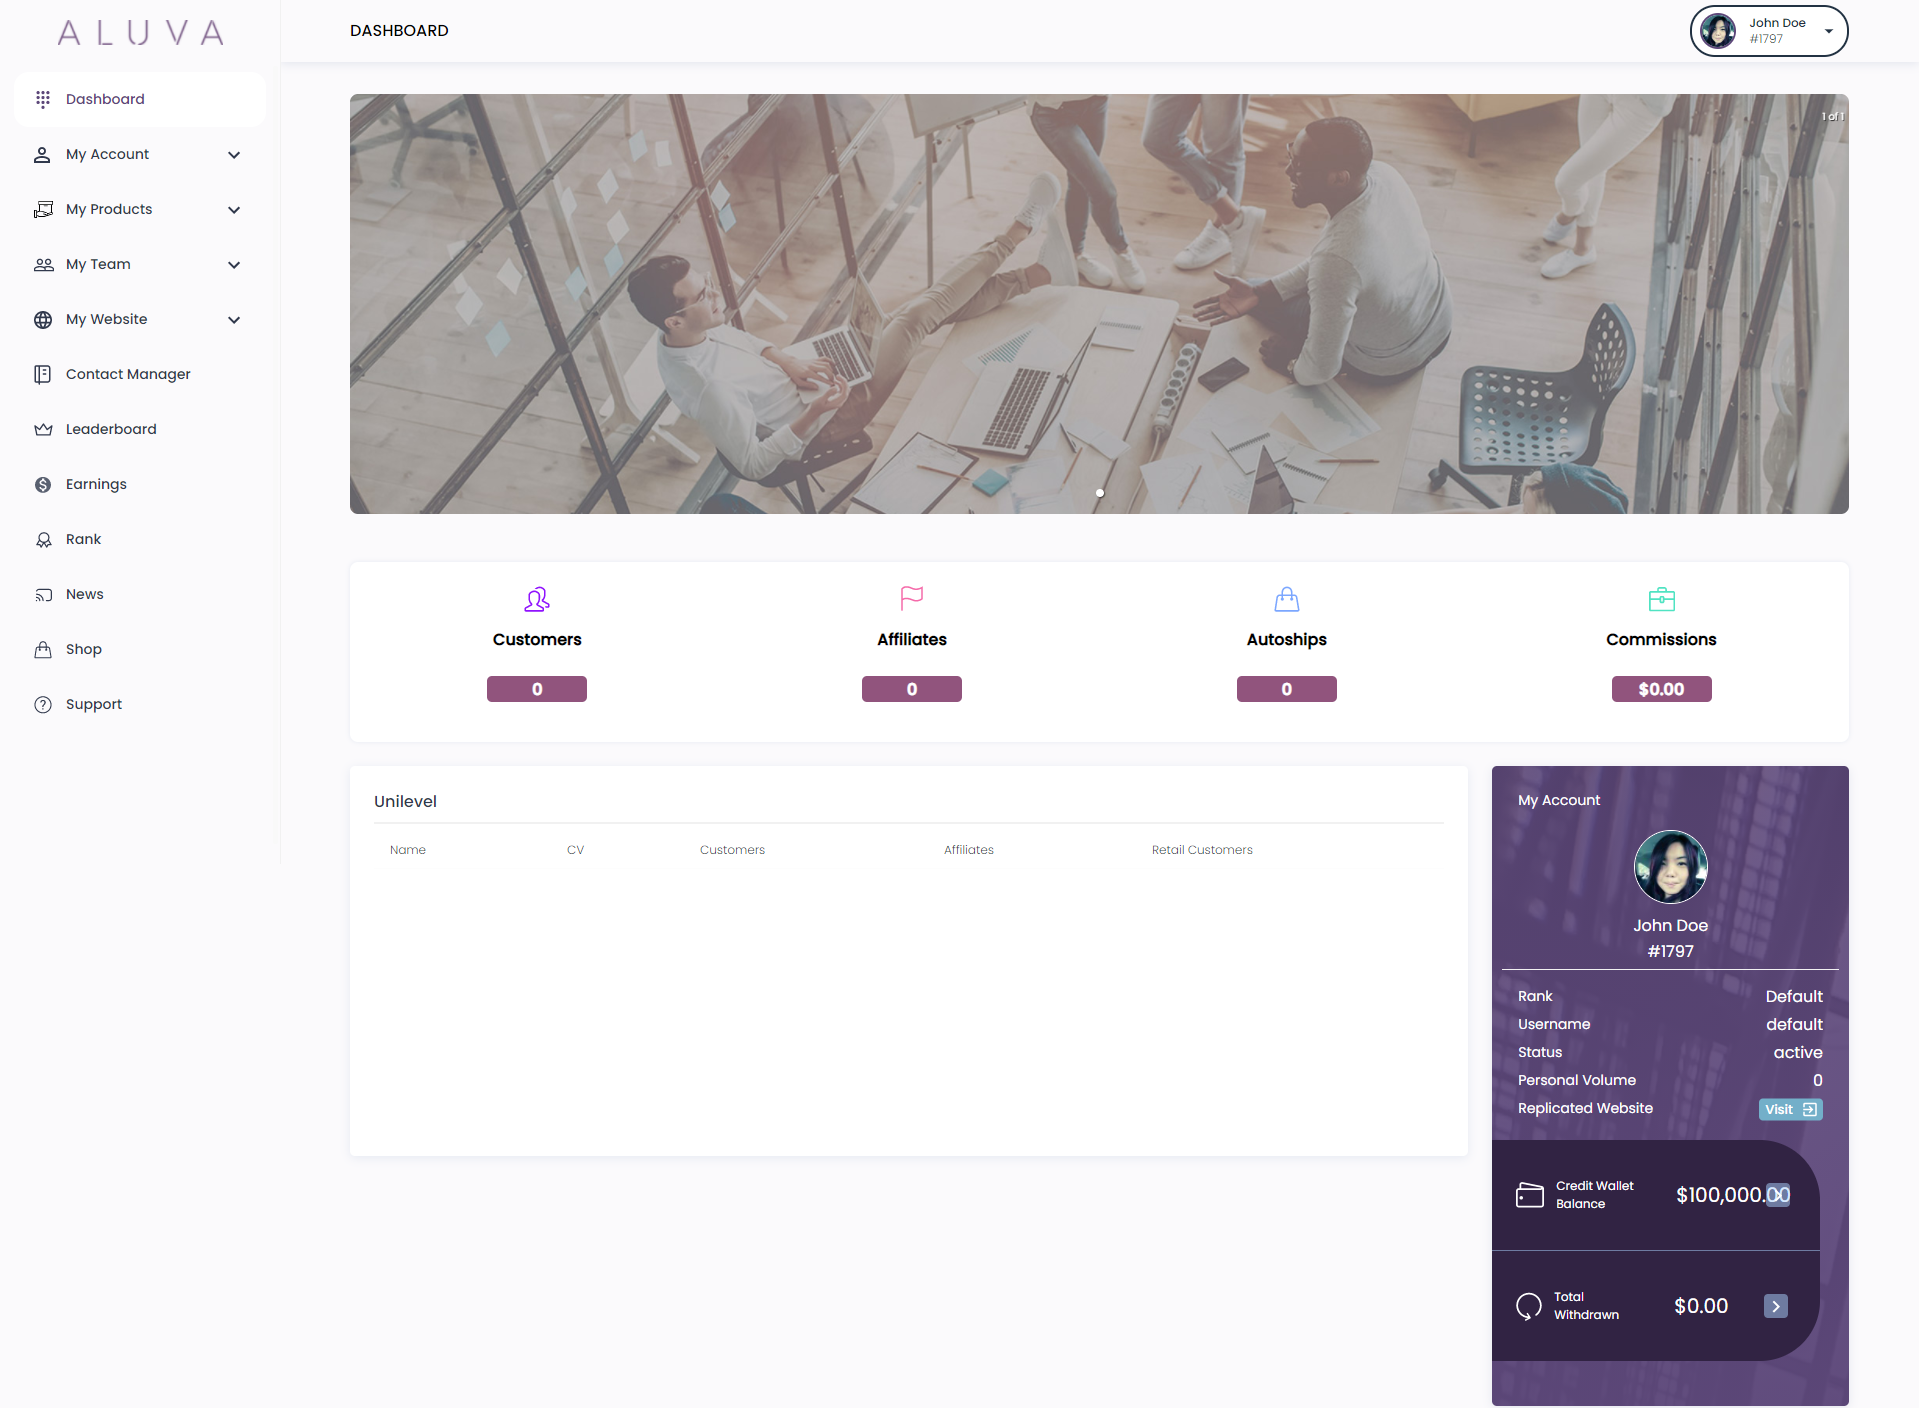 ALUVA
DASHBOARD
John Doe
#1797
Dashboard
My Account
My Products
My Team
My Website
Contact Manager
Leaderboard
Earnings
Rank
News
Shop
Support
1 of 1
Customers
0
Affiliates
0
Autoships
0
Commissions
$0.00
Unilevel
Name CV Customers Affiliates Retail Customers
My Account
John Doe
#1797
Rank Default
Username default
Status active
Personal Volume 0
Replicated Website Visit
Credit Wallet
Balance
$100,000.00
Total
Withdrawn
$0.00